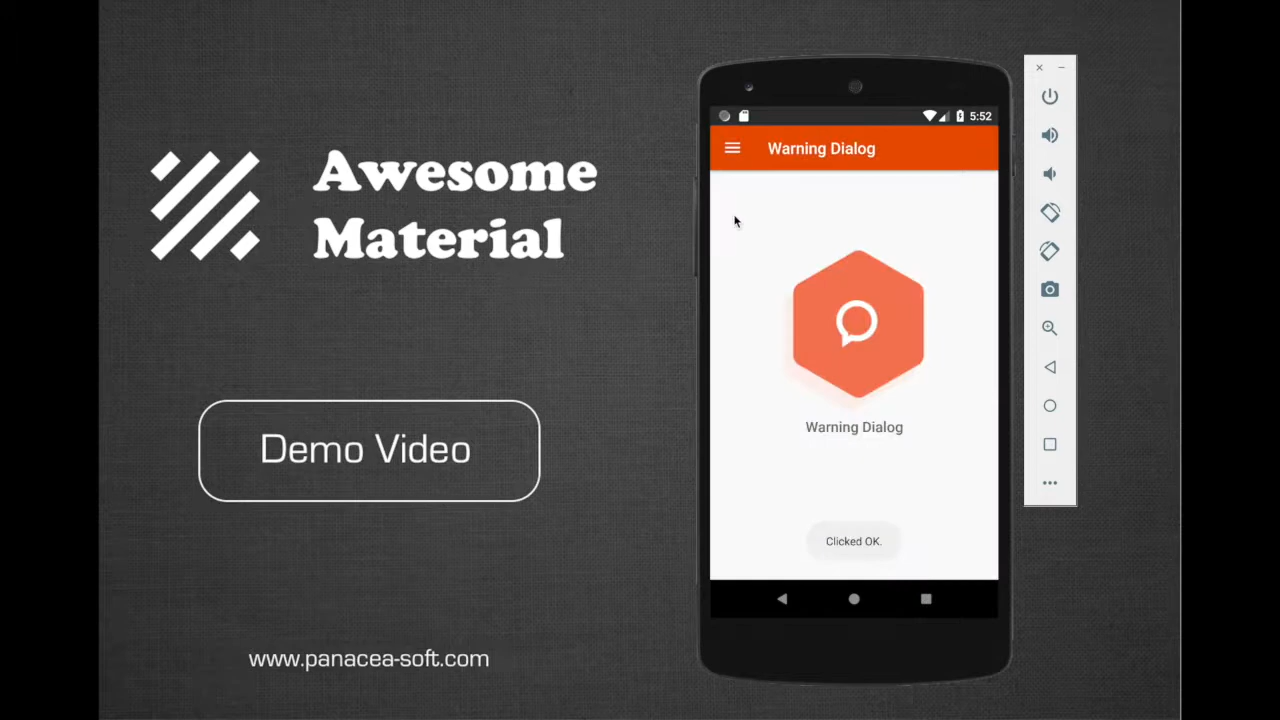 Awesome
Material
Demo Video
www.panacea-soft.com
5:52
Warning Dialog
Warning Dialog
Clicked OK.